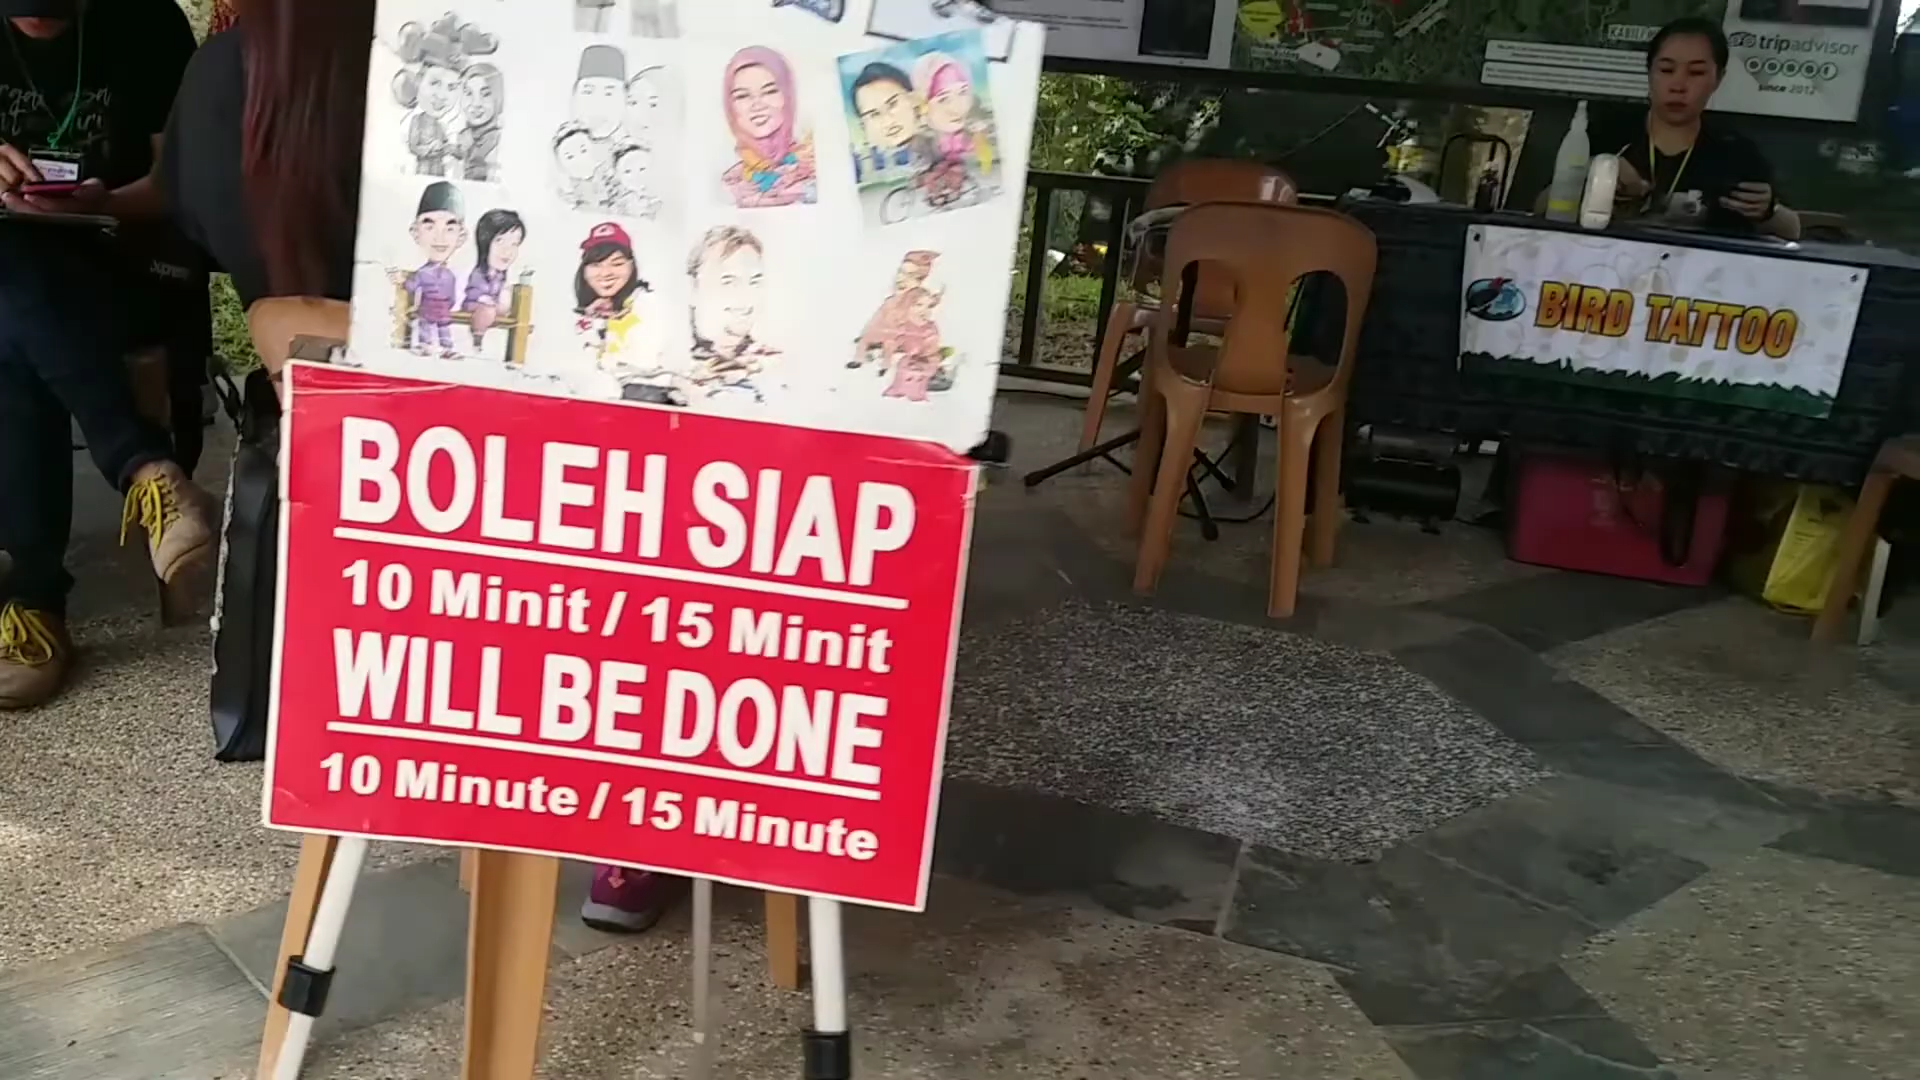 BOLEH SIAP
10 Minit / 15 Minit
WILL BE DONE
10 Minute / 15 Minute
BIRD TATTOO
tripadvisor
since 2012